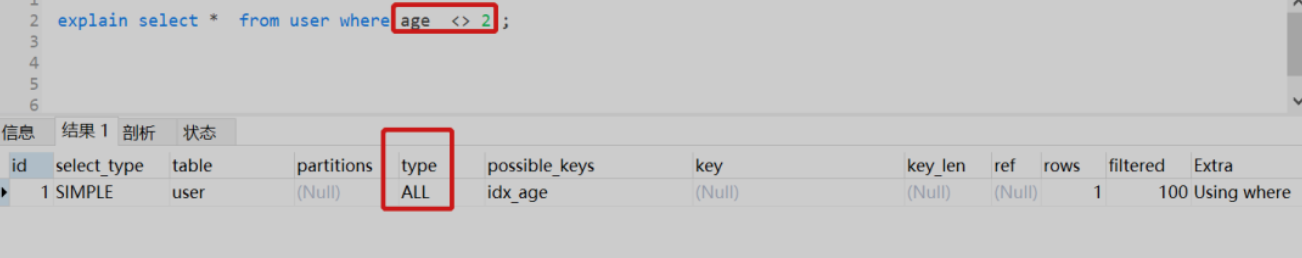 2 explain select * from user where age <> 2 ;
3
4
5
6
信息 结果 1 剖析 状态
id select_type table partitions type possible_keys key key_len ref rows filtered Extra
1 SIMPLE user (Null) ALL idx_age (Null) (Null) (Null) 1 100 Using where